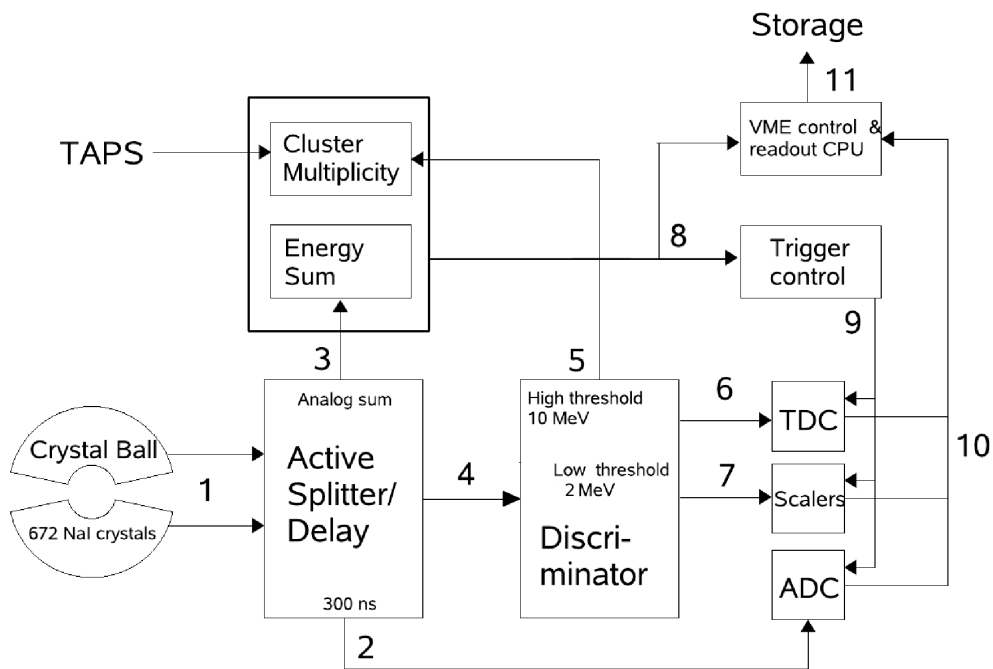 Storage
11
VME control &
readout CPU
TAPS
Cluster
Multiplicity
Energy
Sum
8
Trigger
control
9
3
5
Analog sum
High threshold
10 MeV
6
TDC
Crystal Ball
1
672 NaI crystals
Active
Splitter/
Delay
4
Low threshold
2 MeV
7
Scalers
10
Discri-
minator
300 ns
2
ADC